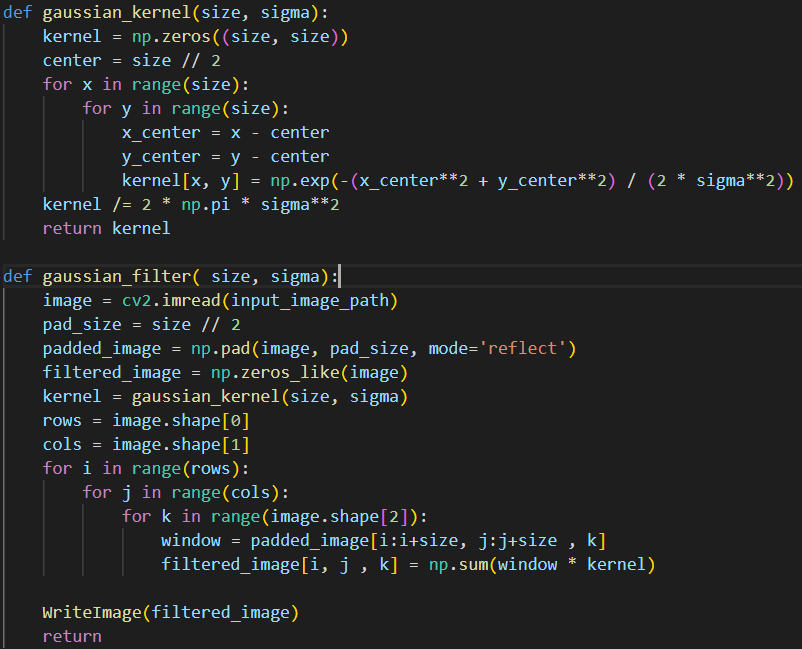 def gaussian_kernel(size, sigma):
    kernel = np.zeros((size, size))
    center = size // 2
    for x in range(size):
        for y in range(size):
            x_center = x - center
            y_center = y - center
            kernel[x, y] = np.exp(-(x_center**2 + y_center**2) / (2 * sigma**2))
    kernel /= 2 * np.pi * sigma**2
    return kernel

def gaussian_filter( size, sigma):
    image = cv2.imread(input_image_path)
    pad_size = size // 2
    padded_image = np.pad(image, pad_size, mode='reflect')
    filtered_image = np.zeros_like(image)
    kernel = gaussian_kernel(size, sigma)
    rows = image.shape[0]
    cols = image.shape[1]
    for i in range(rows):
        for j in range(cols):
            for k in range(image.shape[2]):
                window = padded_image[i:i+size, j:j+size , k]
                filtered_image[i, j , k] = np.sum(window * kernel)

    WriteImage(filtered_image)
    return